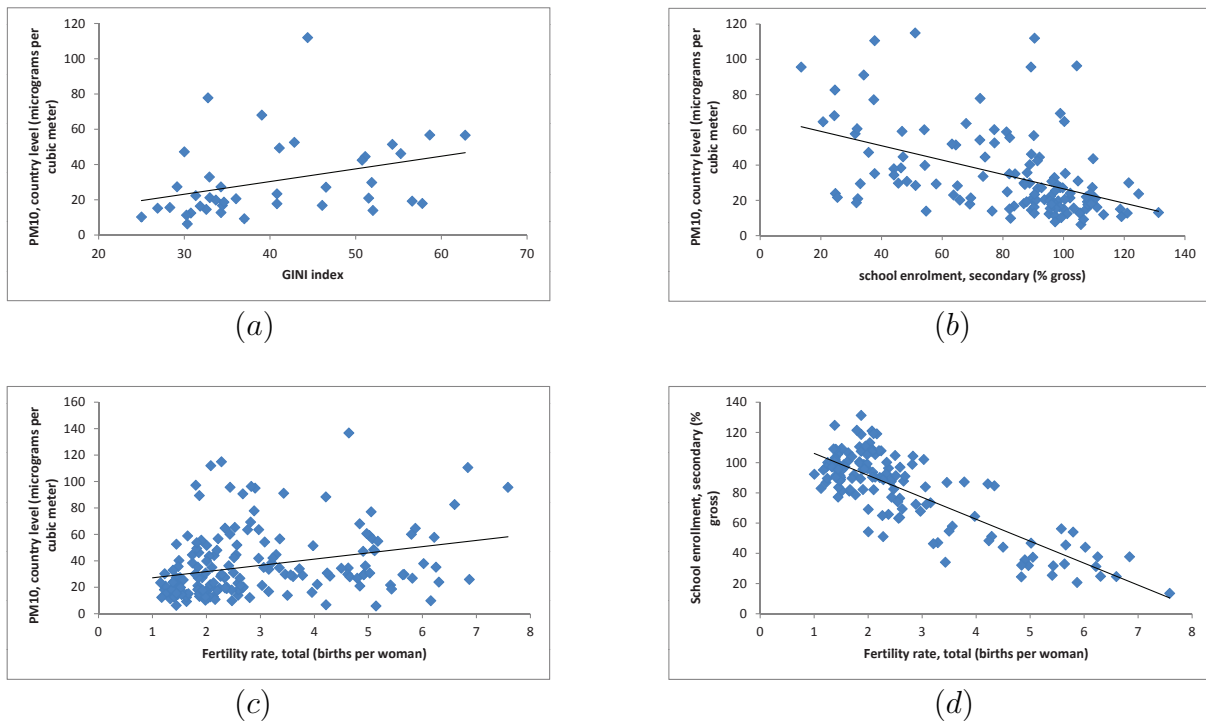 PM10, country level (micrograms per
cubic meter)
120
100
80
60
40
20
0
20 30 40 50 60 70
GINI index
(a)
PM10, country level (micrograms per
cubic meter)
120
100
80
60
40
20
0
0 20 40 60 80 100 120 140
school enrolment, secondary (% gross)
(b)
PM10, country level (micrograms per
cubic meter)
160
140
120
100
80
60
40
20
0
0 1 2 3 4 5 6 7 8
Fertility rate, total (births per woman)
(c)
School enrolment, secondary (%
gross)
140
120
100
80
60
40
20
0
0 1 2 3 4 5 6 7 8
Fertility rate, total (births per woman)
(d)